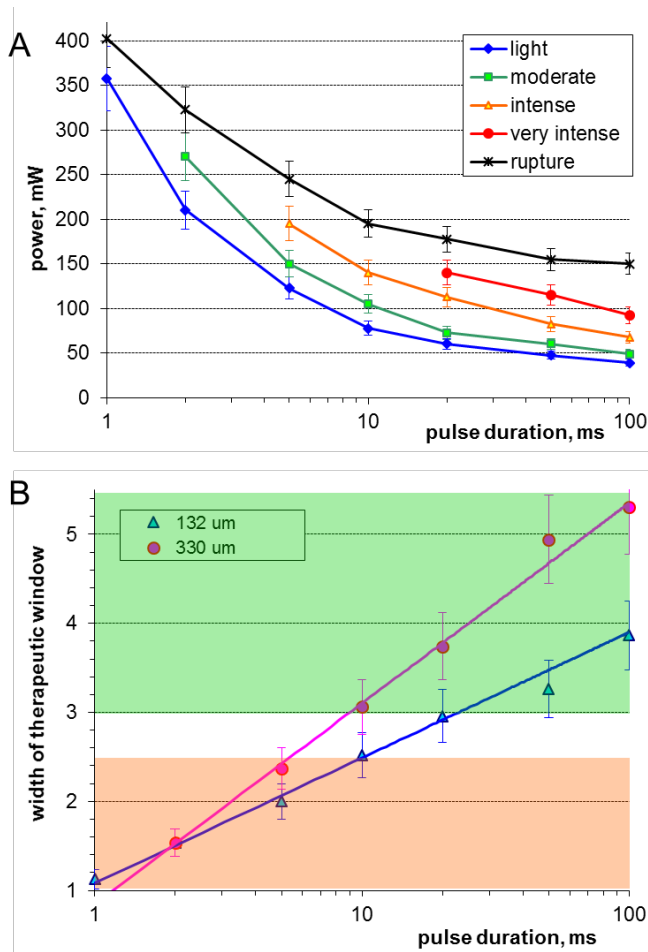 A
power, mW
400
350
300
250
200
150
100
50
0
light
moderate
intense
very intense
rupture
1
10
100
pulse duration, ms
B
width of therapeutic window
5
4
3
2
1
132 um
330 um
1
10
100
pulse duration, ms